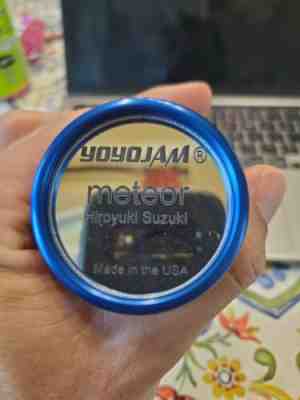 YOYOJAM®
meteor
Hiroyuki Suzuki
Made in the USA